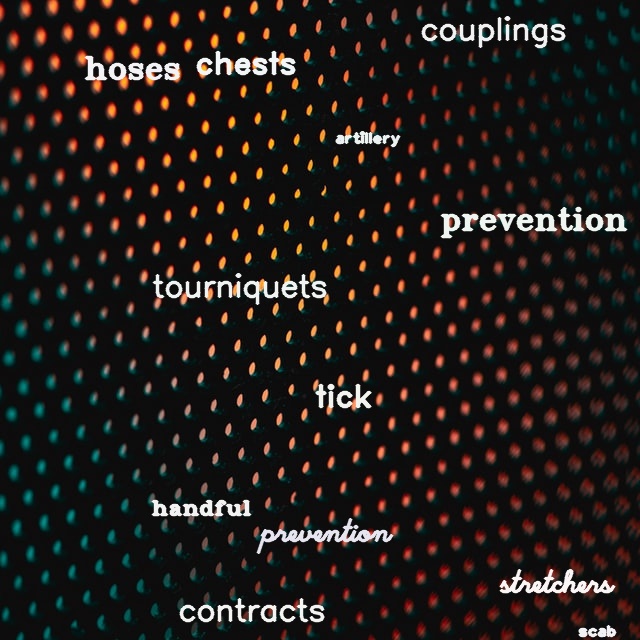 couplings
hoses chests
artillery
prevention
tourniquets
tick
handful
prevention
stretchers
contracts
scab